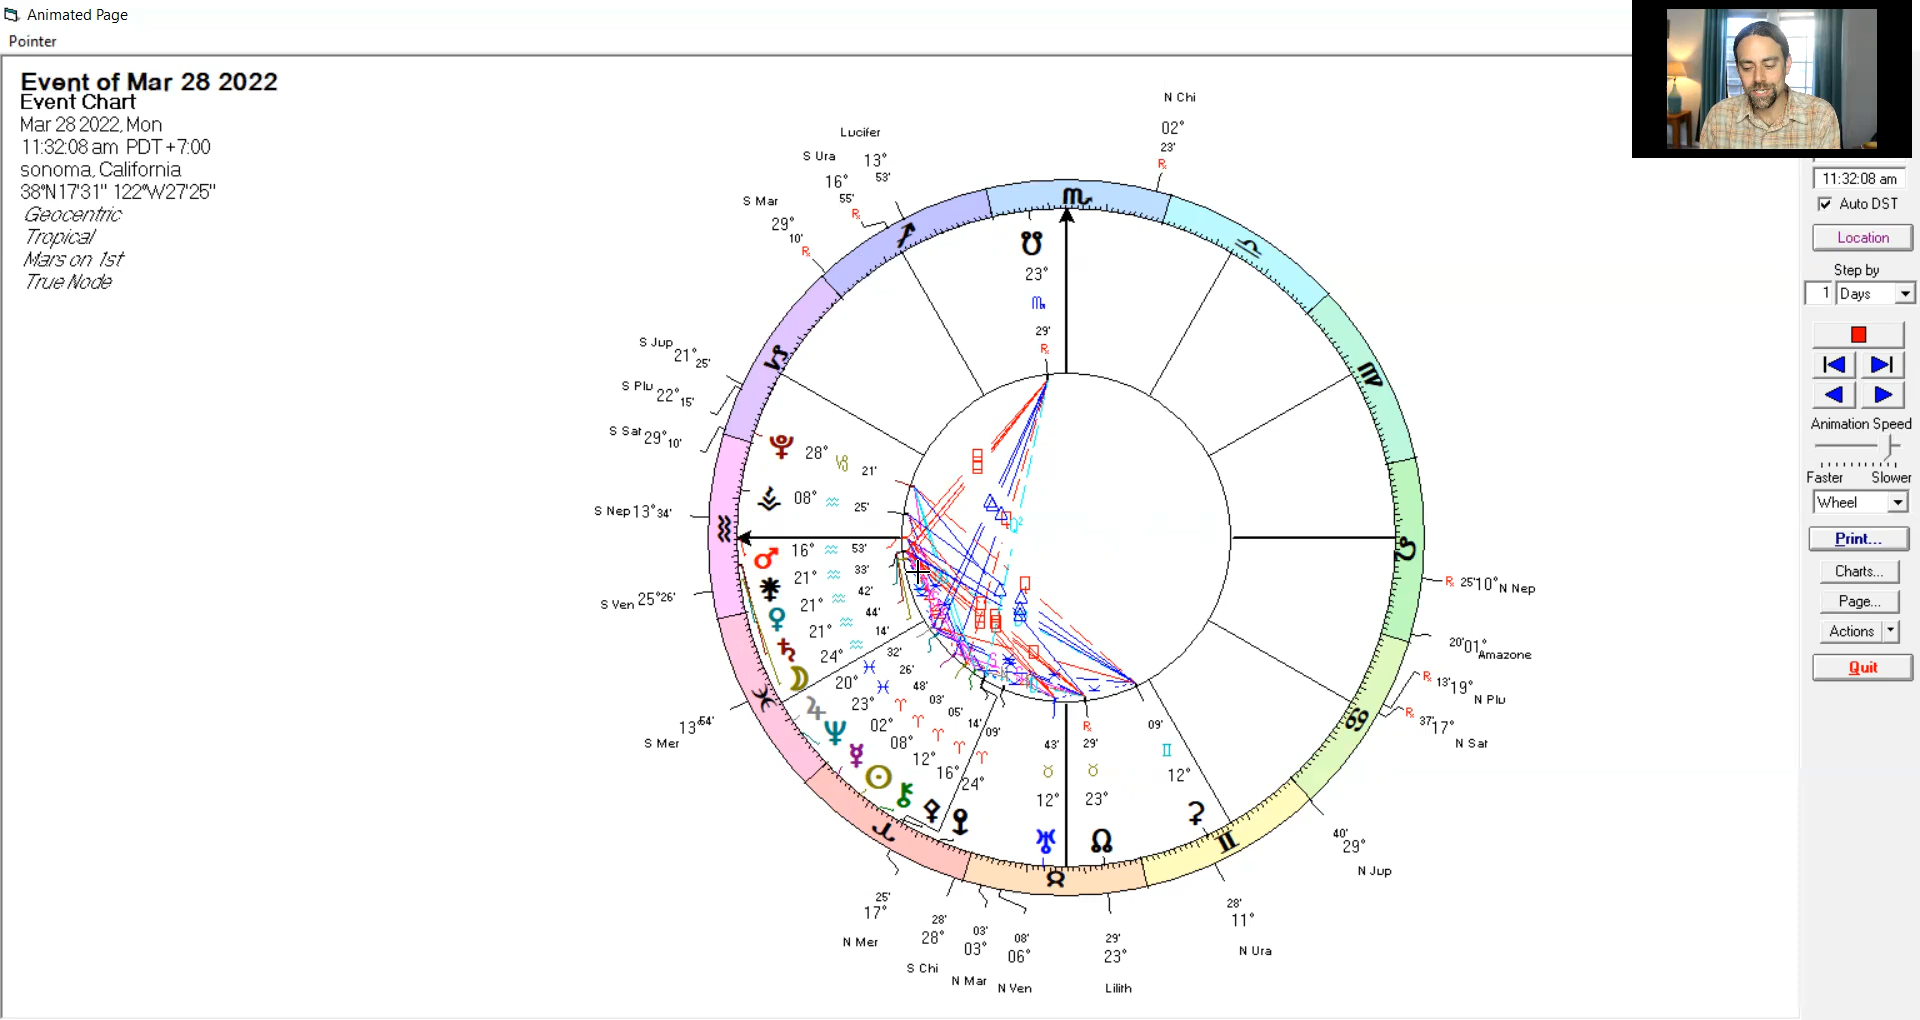 Animated Page
Pointer
Event of Mar 28 2022
Event Chart
Mar 28 2022, Mon
11:32:08 am PDT +7:00
sonoma, California
38°N17'31" 122°W27'25"
Geocentric
Tropical
Mars on 1st
True Node
N Chi
02°
23'
℞
Lucifer
13°
53'
S Ura
16°
55'
℞
S Mar
29°
10'
℞
S Jup 21° 25'
S Plu 22° 15'
S Sat 29° 10'
S Nep 13° 34'
S Ven 25° 26'
S Mer 13° 54'
☋
23°
♏
29'
℞
♇ 28° ♑ 21'
08° ♒ 25'
♂ 16° ♒ 53'
21° ♒ 33'
♀ 21° ♒ 42'
♄ 21° ♒ 44'
☽ 24° ♒ 14'
♃ 20° ♓ 32'
♆ 23° ♓ 26'
☿ 02° ♈ 48'
☉ 08° ♈ 03'
⚷ 12° ♈ 05'
⚴ 16° ♈ 14'
24° ♈ 09'
43'
♉
12°
♅
℞
29'
♉
23°
☊
09'
♊
12°
⚳
♏
♎
♍
♌
♋
♊
♉
♈
♓
♒
♑
♐
℞ 25' 10° N Nep
20' 01° Amazone
℞ 13' 19° N Plu
℞ 37' 17° N Sat
40' 29° N Jup
28' 11° N Ura
29' 23° Lilith
08' 06° N Ven
03' 03° N Mar
28' 28° S Chi
25' 17° N Mer
11:32:08 am
Auto DST
Location
Step by
1 Days
Animation Speed
Faster Slower
Wheel
Print...
Charts...
Page...
Actions
Quit